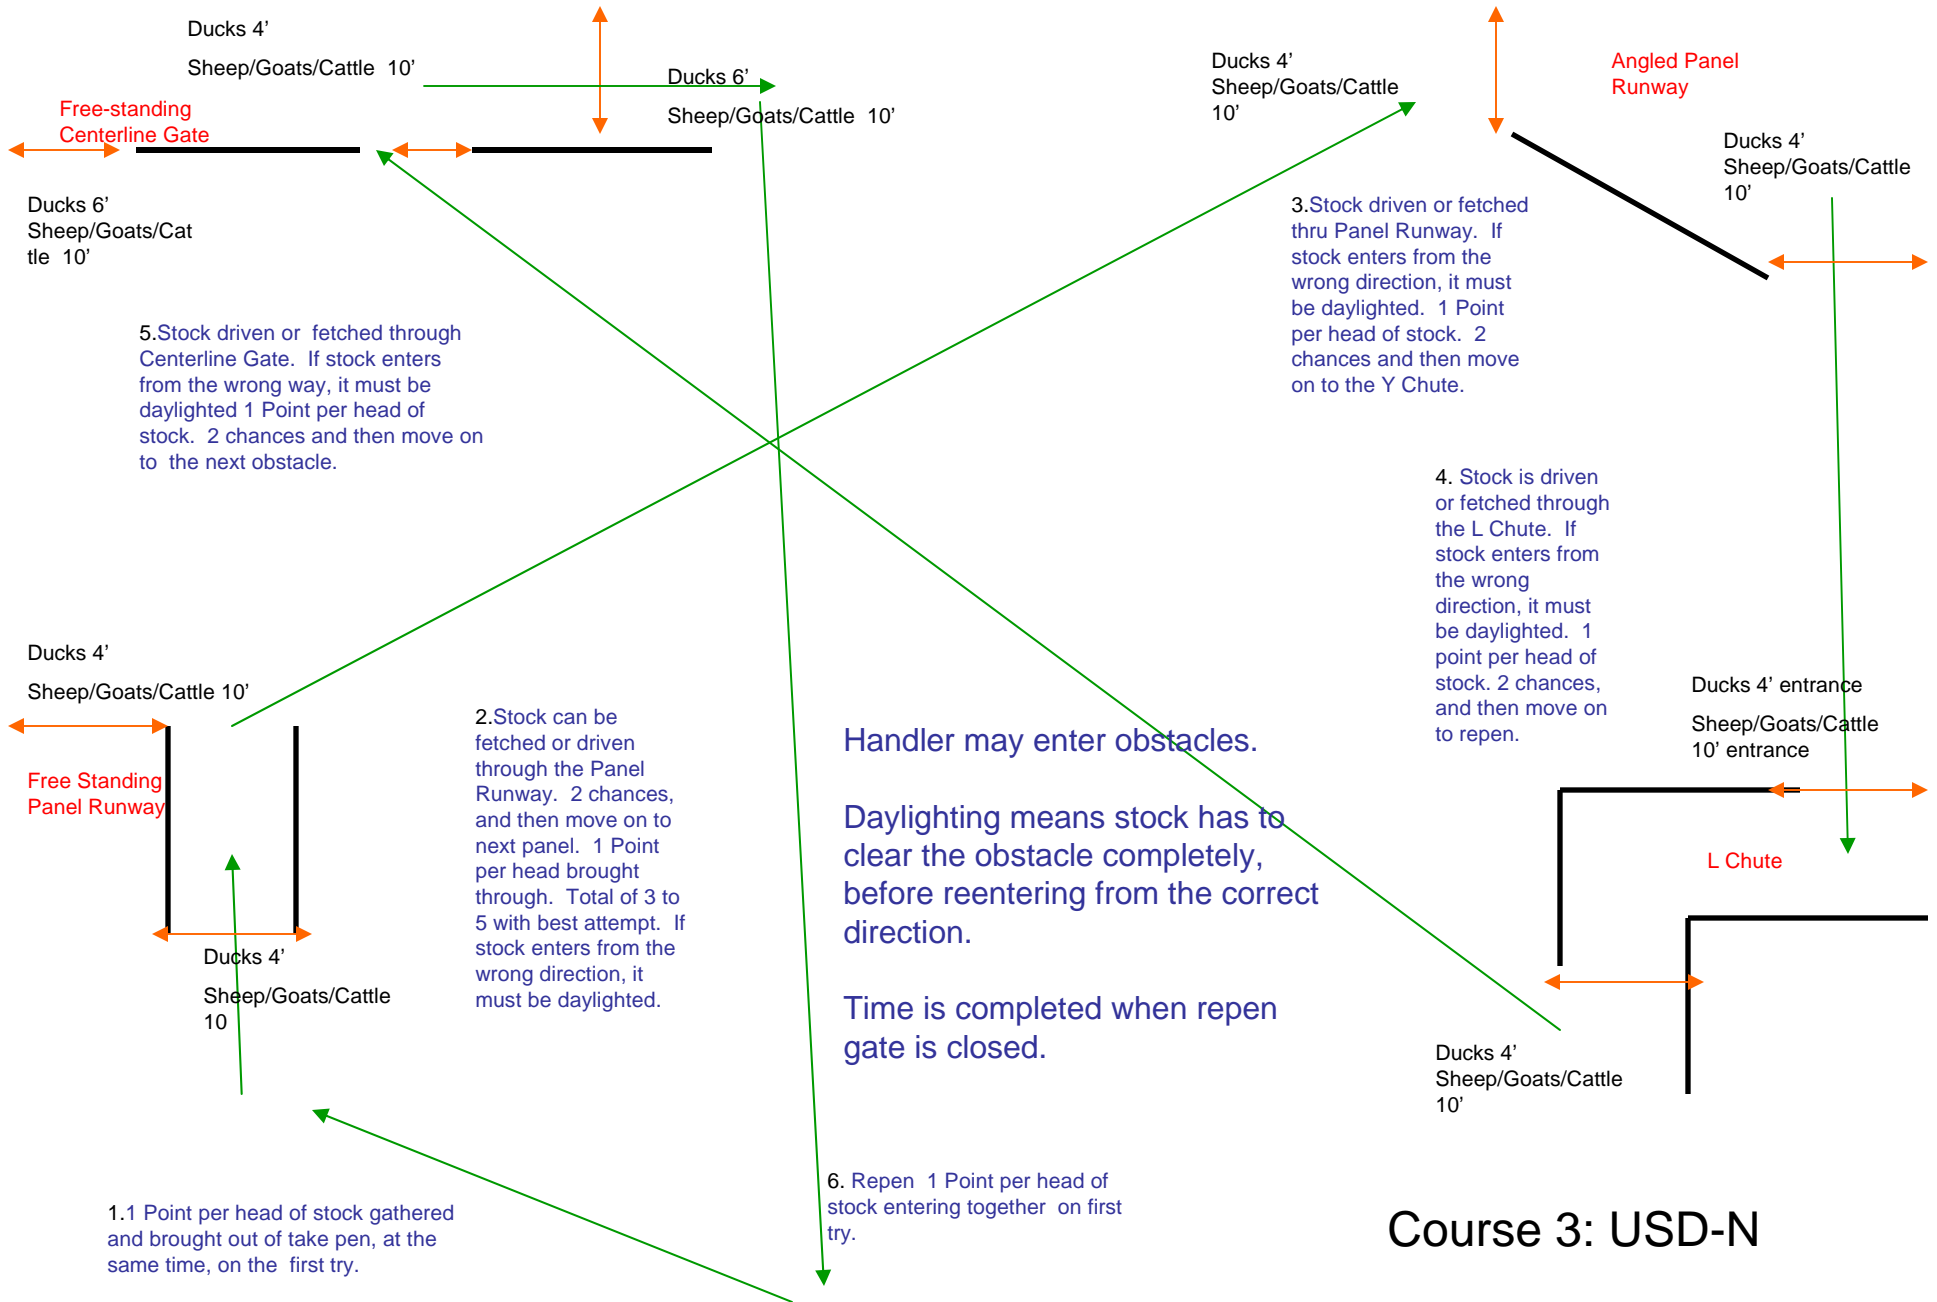 Ducks 4’
Sheep/Goats/Cattle 10’
Free-standing
Centerline Gate
Ducks 6’
Sheep/Goats/Cattle 10’
Ducks 4’
Sheep/Goats/Cattle
10’
Angled Panel
Runway
Ducks 4’
Sheep/Goats/Cattle
10’
Ducks 6’
Sheep/Goats/Cat
tle 10’
3.Stock driven or fetched
thru Panel Runway. If
stock enters from the
wrong direction, it must
be daylighted. 1 Point
per head of stock. 2
chances and then move
on to the Y Chute.
5.Stock driven or fetched through
Centerline Gate. If stock enters
from the wrong way, it must be
daylighted 1 Point per head of
stock. 2 chances and then move on
to the next obstacle.
4. Stock is driven
or fetched through
the L Chute. If
stock enters from
the wrong
direction, it must
be daylighted. 1
point per head of
stock. 2 chances,
and then move on
to repen.
Ducks 4’
Sheep/Goats/Cattle 10’
Free Standing
Panel Runway
Ducks 4’
Sheep/Goats/Cattle
10
2.Stock can be
fetched or driven
through the Panel
Runway. 2 chances,
and then move on to
next panel. 1 Point
per head brought
through. Total of 3 to
5 with best attempt. If
stock enters from the
wrong direction, it
must be daylighted.
Handler may enter obstacles.
Daylighting means stock has to
clear the obstacle completely,
before reentering from the correct
direction.
Time is completed when repen
gate is closed.
Ducks 4’ entrance
Sheep/Goats/Cattle
10’ entrance
L Chute
Ducks 4’
Sheep/Goats/Cattle
10’
1.1 Point per head of stock gathered
and brought out of take pen, at the
same time, on the first try.
6. Repen 1 Point per head of
stock entering together on first
try.
Course 3: USD-N